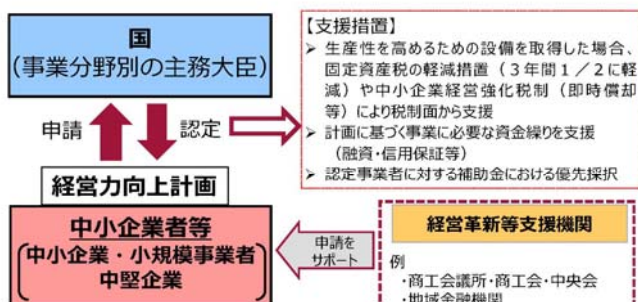 国
（事業分野別の主務大臣）
申請
認定
経営力向上計画
中小企業者等
中小企業・小規模事業者
中堅企業
【支援措置】
➢ 生産性を高めるための設備を取得した場合、
固定資産税の軽減措置（３年間１／２に軽
減）や中小企業経営強化税制（即時償却
等）により税制面から支援
➢ 計画に基づく事業に必要な資金繰りを支援
（融資・信用保証等）
➢ 認定事業者に対する補助金における優先採択
申請を
サポート
経営革新等支援機関
例
・商工会議所・商工会・中央会
・地域金融機関